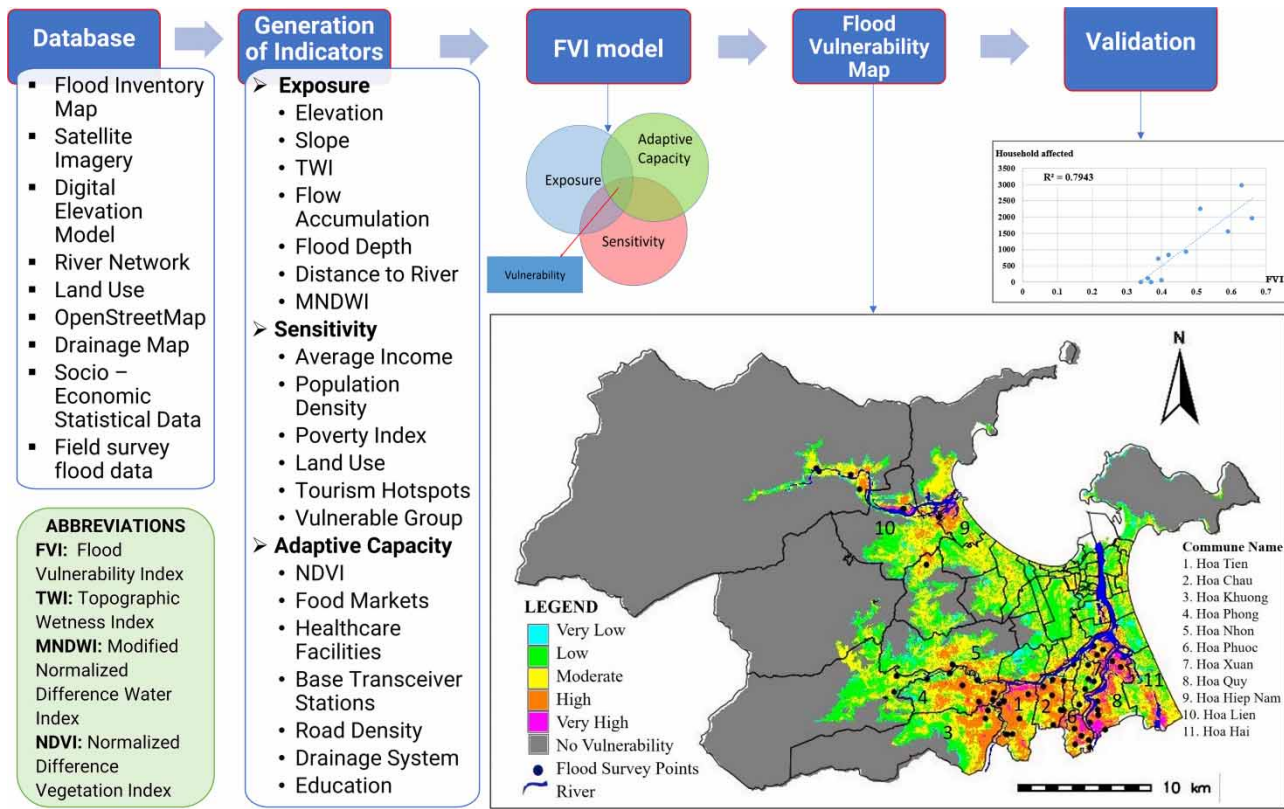 Database
Generation
of Indicators
FVI model
Flood
Vulnerability
Map
Validation
▪ Flood Inventory
Map
▪ Satellite
Imagery
▪ Digital
Elevation
Model
▪ River Network
▪ Land Use
▪ OpenStreetMap
▪ Drainage Map
▪ Socio –
Economic
Statistical Data
▪ Field survey
flood data
ABBREVIATIONS
FVI: Flood
Vulnerability Index
TWI: Topographic
Wetness Index
MNDWI: Modified
Normalized
Difference Water
Index
NDVI: Normalized
Difference
Vegetation Index
➢ Exposure
• Elevation
• Slope
• TWI
• Flow
Accumulation
• Flood Depth
• Distance to River
• MNDWI
➢ Sensitivity
• Average Income
• Population
Density
• Poverty Index
• Land Use
• Tourism Hotspots
• Vulnerable Group
➢ Adaptive Capacity
• NDVI
• Food Markets
• Healthcare
Facilities
• Base Transceiver
Stations
• Road Density
• Drainage System
• Education
Adaptive
Capacity
Exposure
Sensitivity
Vulnerability
Household affected
R² = 0.7943
3500
3000
2500
2000
1500
1000
500
0
FVI
0 0.1 0.2 0.3 0.4 0.5 0.6 0.7
N
10
9
5
4
3
1
2
6
7
8
11
LEGEND
Very Low
Low
Moderate
High
Very High
No Vulnerability
Flood Survey Points
River
Commune Name
1. Hoa Tien
2. Hoa Chau
3. Hoa Khuong
4. Hoa Phong
5. Hoa Nhon
6. Hoa Phuoc
7. Hoa Xuan
8. Hoa Quy
9. Hoa Hiep Nam
10. Hoa Lien
11. Hoa Hai
10 km